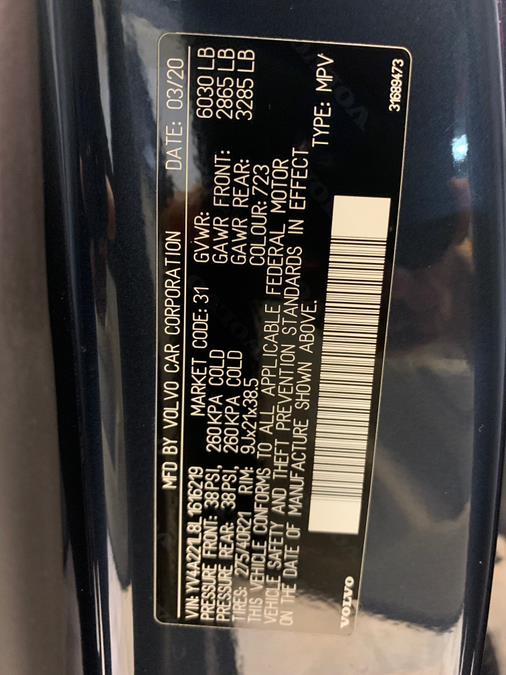 MFD BY VOLVO CAR CORPORATION DATE: 03/20
VIN: YV4A22TL8L1616219 MARKET CODE: 31 GVWR: 6030 LB
PRESSURE FRONT: 38PSI, 260KPA COLD GAWR FRONT: 2865 LB
PRESSURE REAR: 38PSI, 260KPA COLD GAWR REAR: 3285 LB
TIRES: 275/40R21 RIM: 9Jx21x38.5 COLOUR: 723
THIS VEHICLE CONFORMS TO ALL APPLICABLE FEDERAL MOTOR
VEHICLE SAFETY AND THEFT PREVENTION STANDARDS IN EFFECT
ON DATE OF MANUFACTURE SHOWN ABOVE. TYPE: MPV
VOLVO 31689473